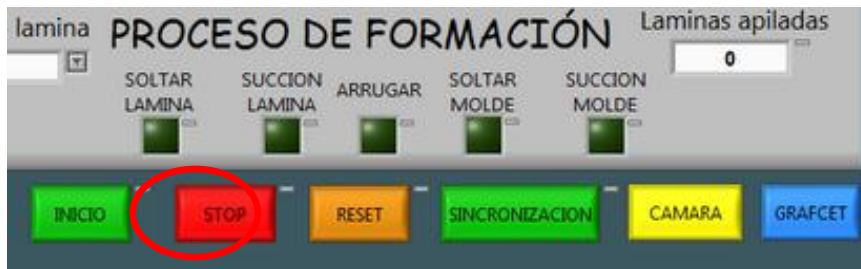 lamina
PROCESO DE FORMACIÓN
Laminas apiladas
0
SOLTAR
LAMINA
SUCCION
LAMINA
ARRUGAR
SOLTAR
MOLDE
SUCCION
MOLDE
INICIO
STOP
RESET
SINCRONIZACION
CAMARA
GRAFCET